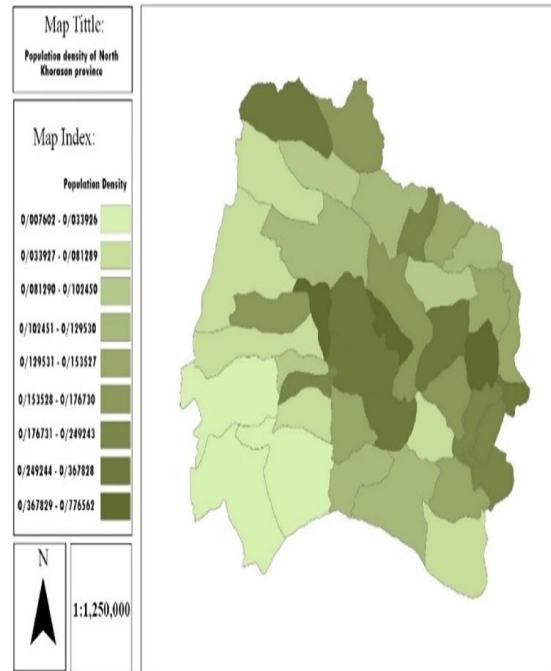 Map Tittle:
Population density of North
Khorasan province
Map Index:
Population Density
0/007602 - 0/033926
0/033927 - 0/081289
0/081290 - 0/102450
0/102451 - 0/129530
0/129531 - 0/153527
0/153528 - 0/176730
0/176731 - 0/249243
0/249244 - 0/367828
0/367829 - 0/776562
N
1:1,250,000